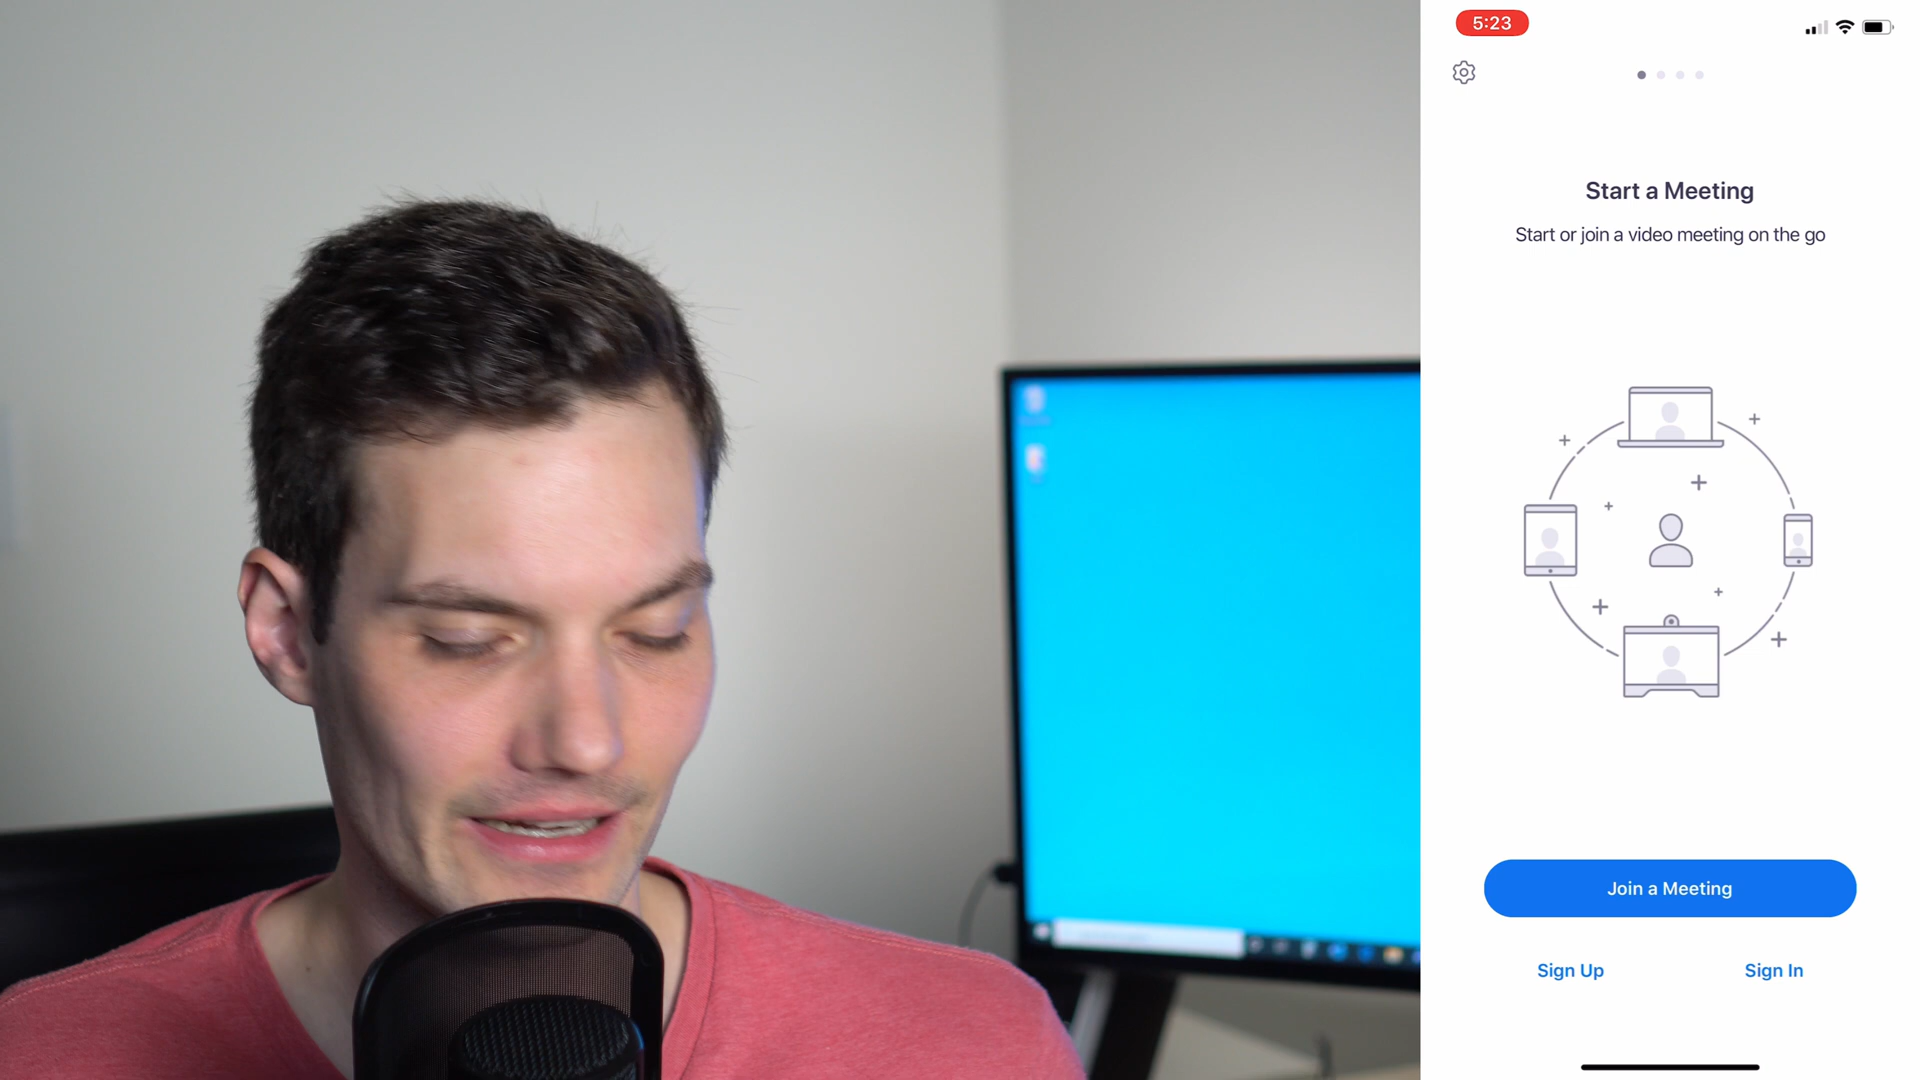 5:23
Start a Meeting
Start or join a video meeting on the go
Join a Meeting
Sign Up
Sign In